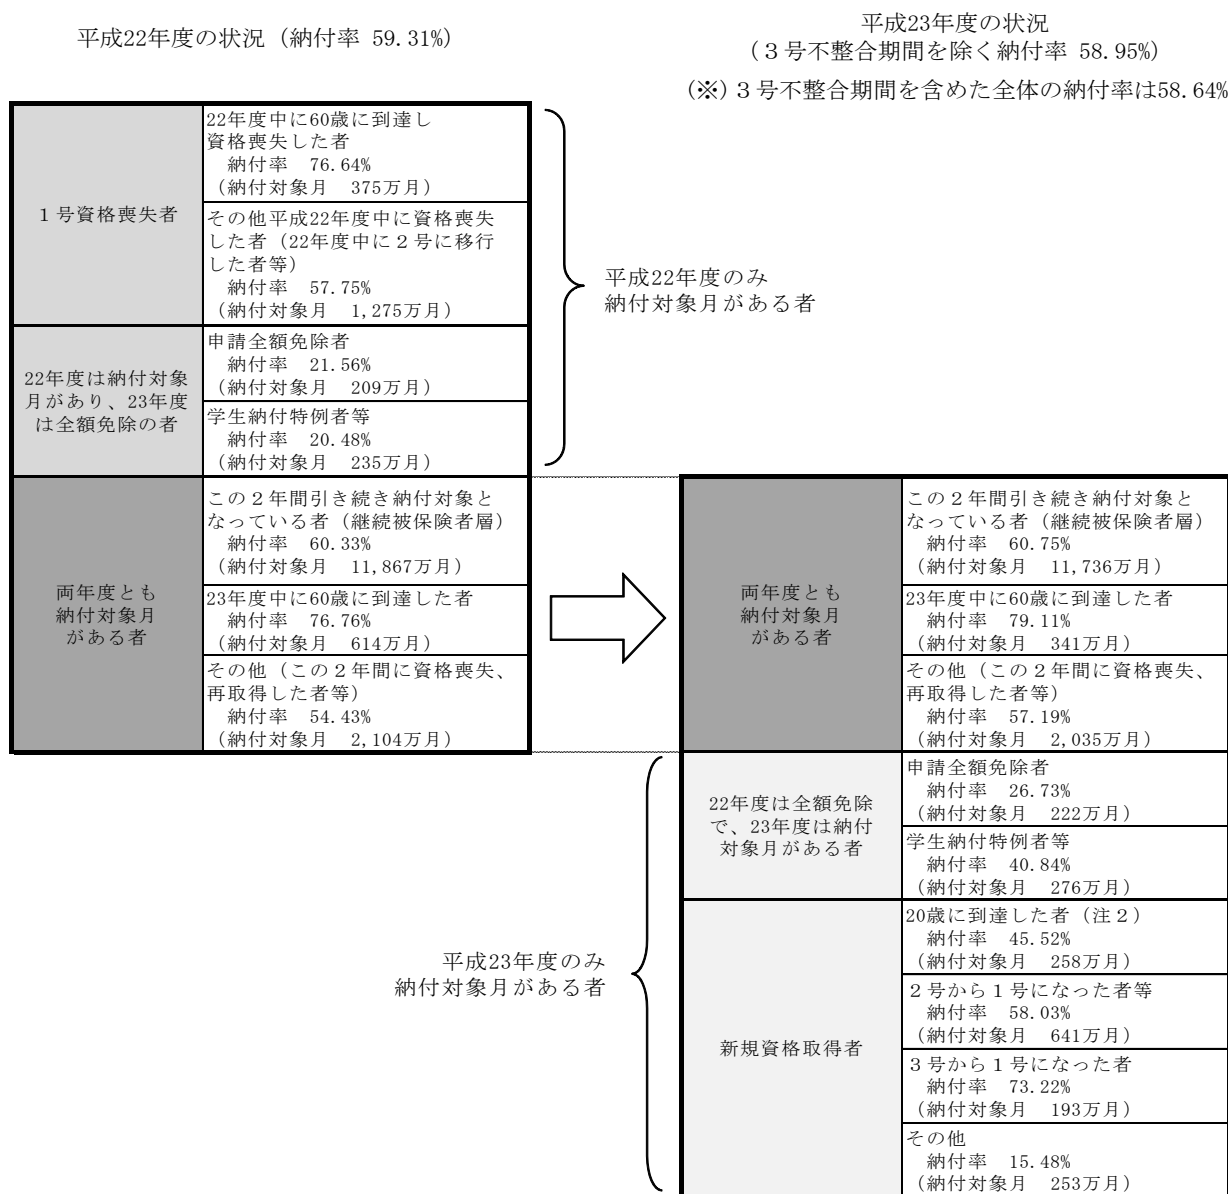 平成22年度の状況（納付率 59.31%）
平成23年度の状況
（３号不整合期間を除く納付率 58.95%）
(※)３号不整合期間を含めた全体の納付率は58.64%
１号資格喪失者
22年度中に60歳に到達し
資格喪失した者
納付率　76.64%
（納付対象月　375万月）
その他平成22年度中に資格喪失
した者（22年度中に２号に移行
した者等）
納付率　57.75%
（納付対象月　1,275万月）
22年度は納付対象
月があり、23年度
は全額免除の者
申請全額免除者
納付率　21.56%
（納付対象月　209万月）
学生納付特例者等
納付率　20.48%
（納付対象月　235万月）
平成22年度のみ
納付対象月がある者
両年度とも
納付対象月
がある者
この２年間引き続き納付対象と
なっている者（継続被保険者層）
納付率　60.33%
（納付対象月　11,867万月）
23年度中に60歳に到達した者
納付率　76.76%
（納付対象月　614万月）
その他（この２年間に資格喪失、
再取得した者等）
納付率　54.43%
（納付対象月　2,104万月）
両年度とも
納付対象月
がある者
この２年間引き続き納付対象と
なっている者（継続被保険者層）
納付率　60.75%
（納付対象月　11,736万月）
23年度中に60歳に到達した者
納付率　79.11%
（納付対象月　341万月）
その他（この２年間に資格喪失、
再取得した者等）
納付率　57.19%
（納付対象月　2,035万月）
22年度は全額免除
で、23年度は納付
対象月がある者
申請全額免除者
納付率　26.73%
（納付対象月　222万月）
学生納付特例者等
納付率　40.84%
（納付対象月　276万月）
平成23年度のみ
納付対象月がある者
新規資格取得者
20歳に到達した者（注２）
納付率　45.52%
（納付対象月　258万月）
２号から１号になった者等
納付率　58.03%
（納付対象月　641万月）
３号から１号になった者
納付率　73.22%
（納付対象月　193万月）
その他
納付率　15.48%
（納付対象月　253万月）